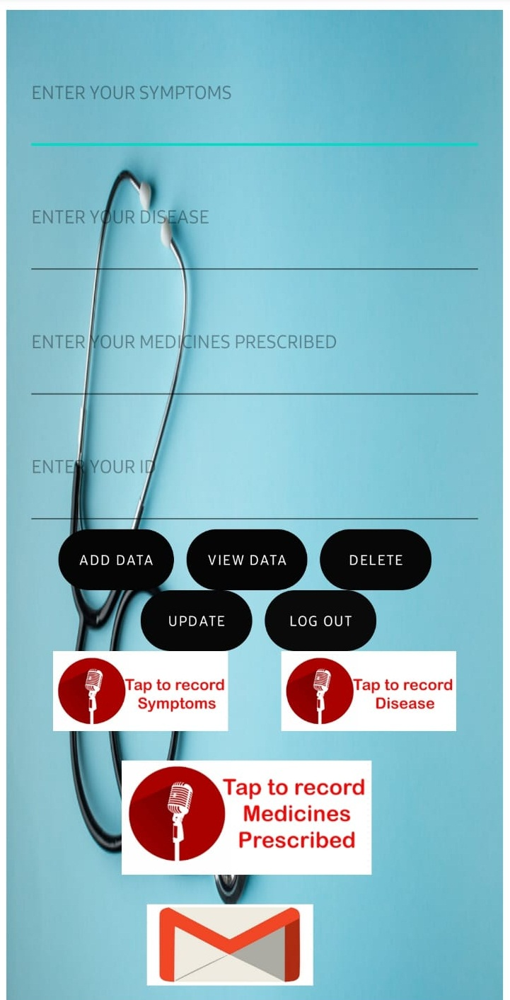 ENTER YOUR SYMPTOMS
ENTER YOUR DISEASE
ENTER YOUR MEDICINES PRESCRIBED
ENTER YOUR ID
ADD DATA
VIEW DATA
DELETE
UPDATE
LOG OUT
Tap to record
Symptoms
Tap to record
Disease
Tap to record
Medicines
Prescribed